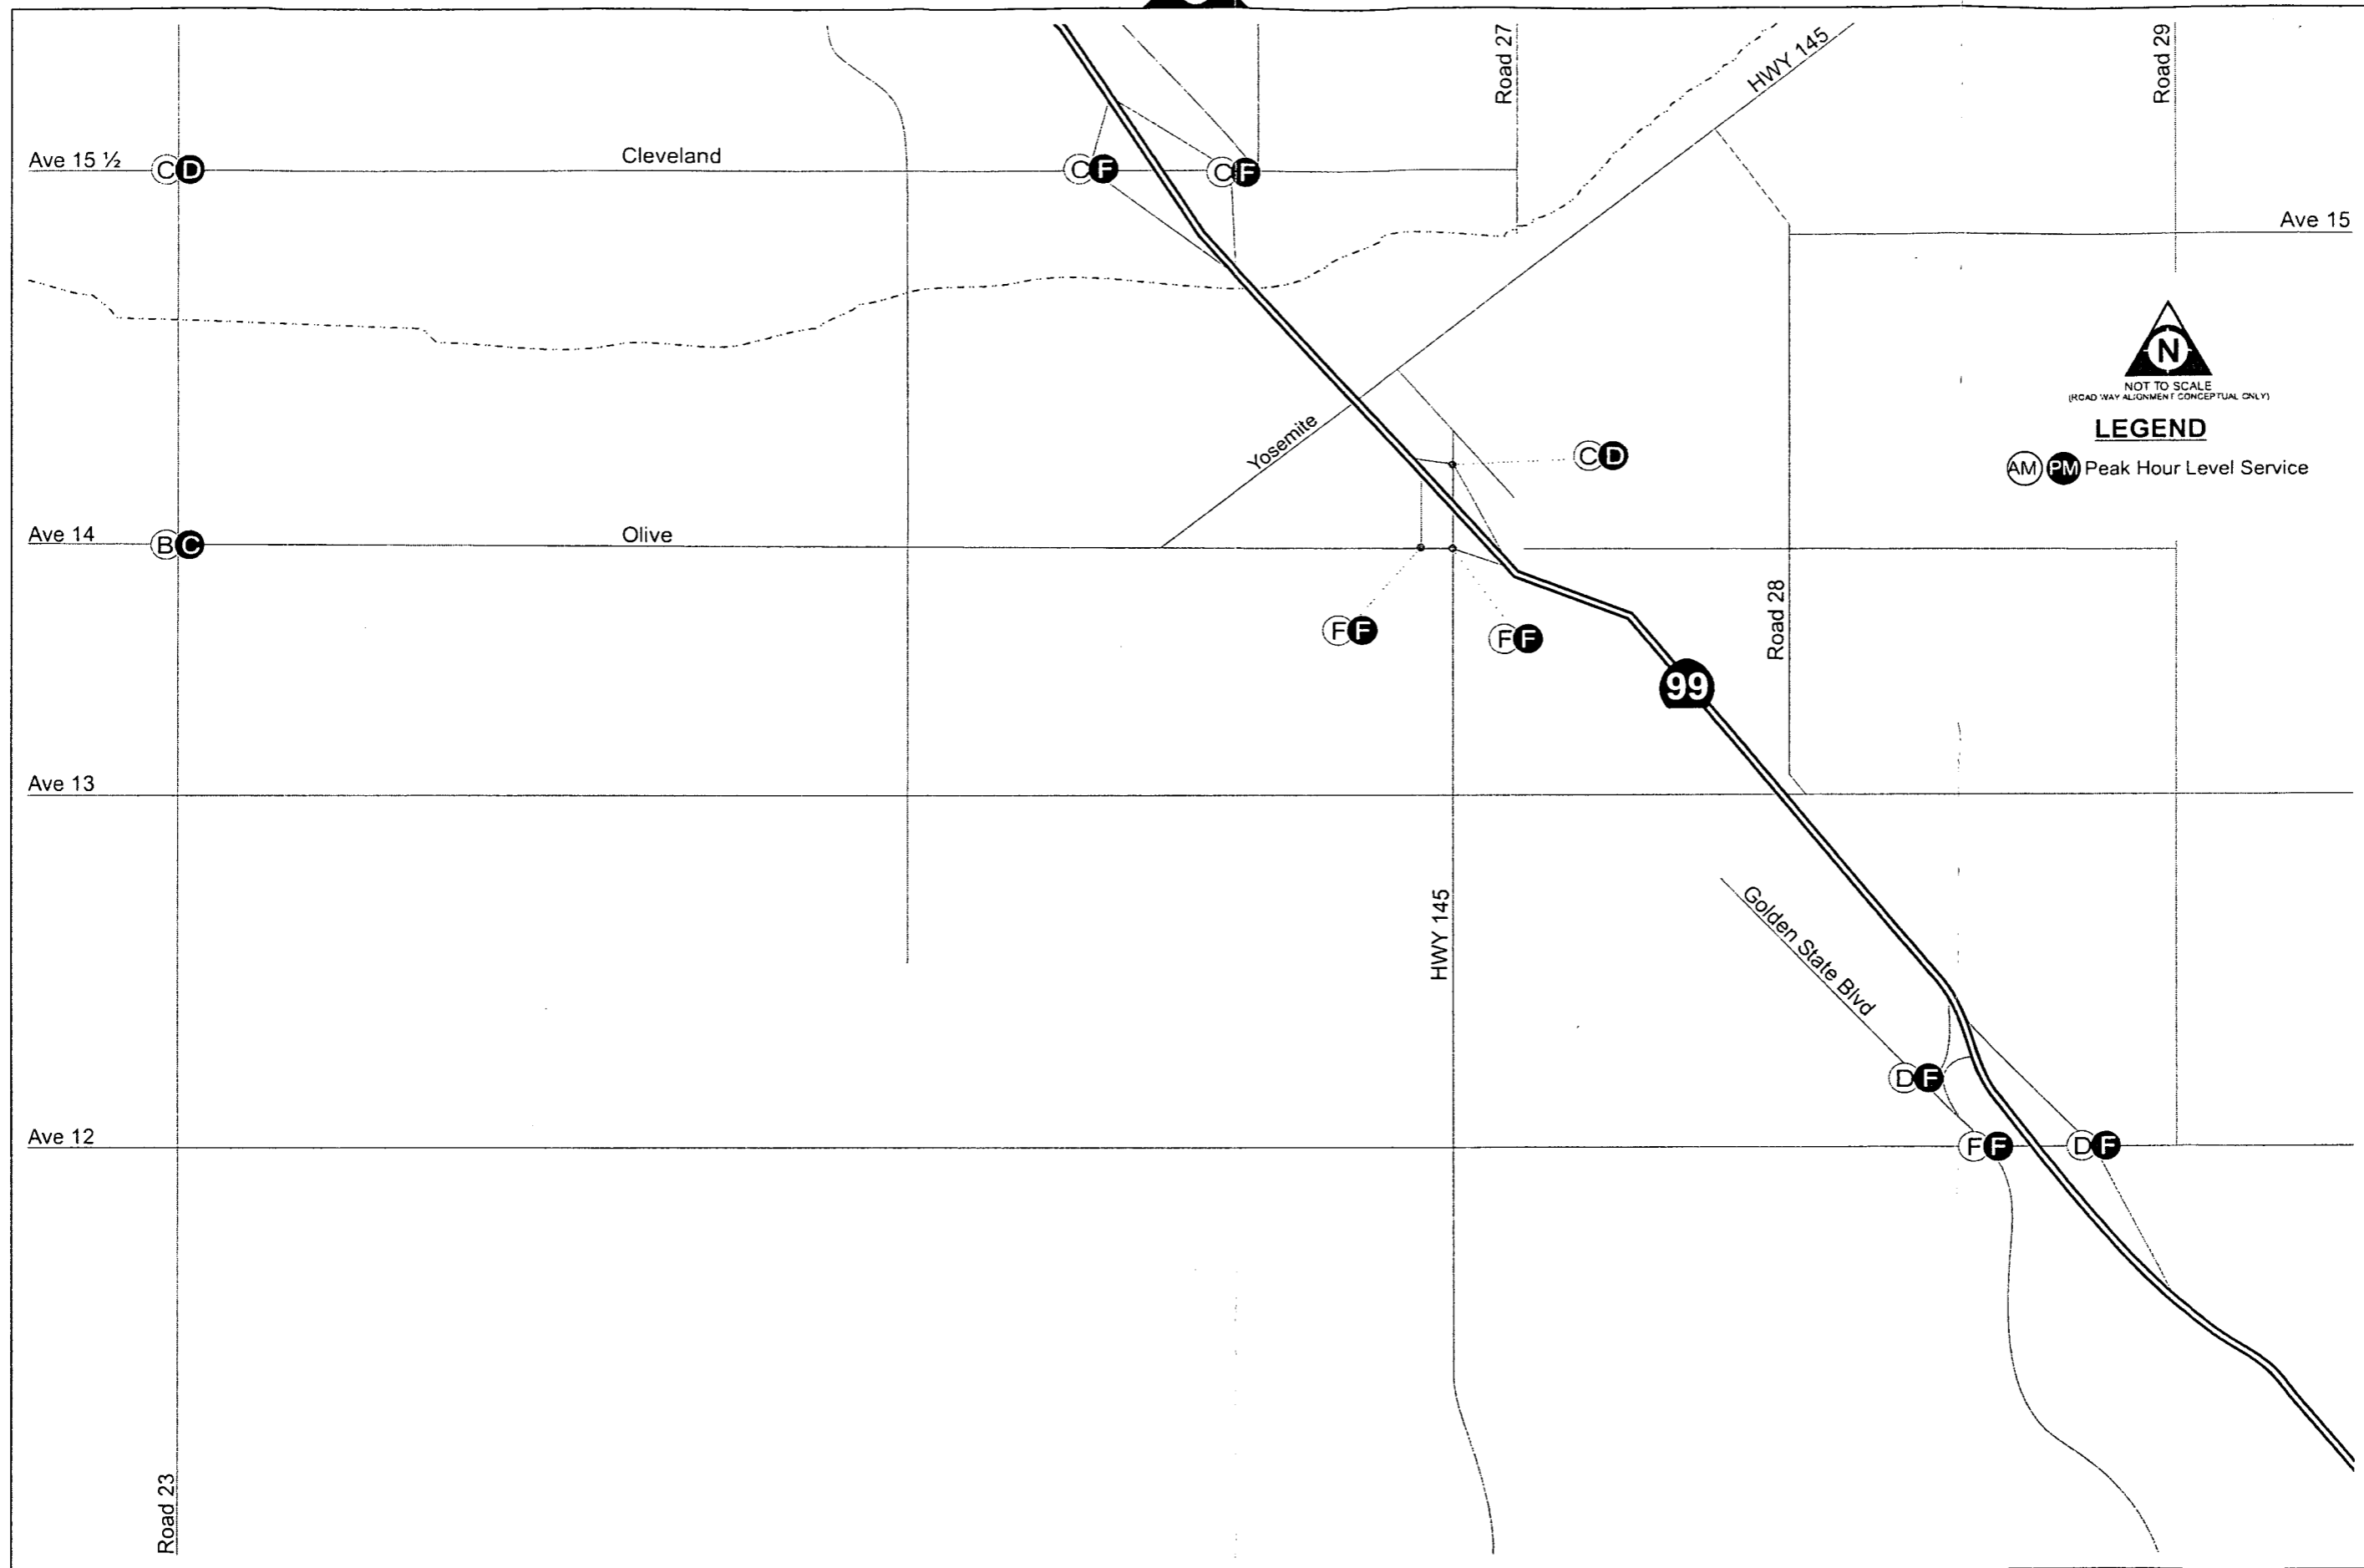 Road 27
HWY 145
Road 29
Ave 15 ½
C D
Cleveland
C F
C F
Ave 15
N
NOT TO SCALE
(ROAD WAY ALIGNMENT CONCEPTUAL ONLY)
LEGEND
AM PM Peak Hour Level Service
Yosemite
C D
Ave 14
B C
Olive
F F
F F
Road 28
99
Ave 13
HWY 145
Golden State Blvd
D F
Ave 12
F F
D F
Road 23